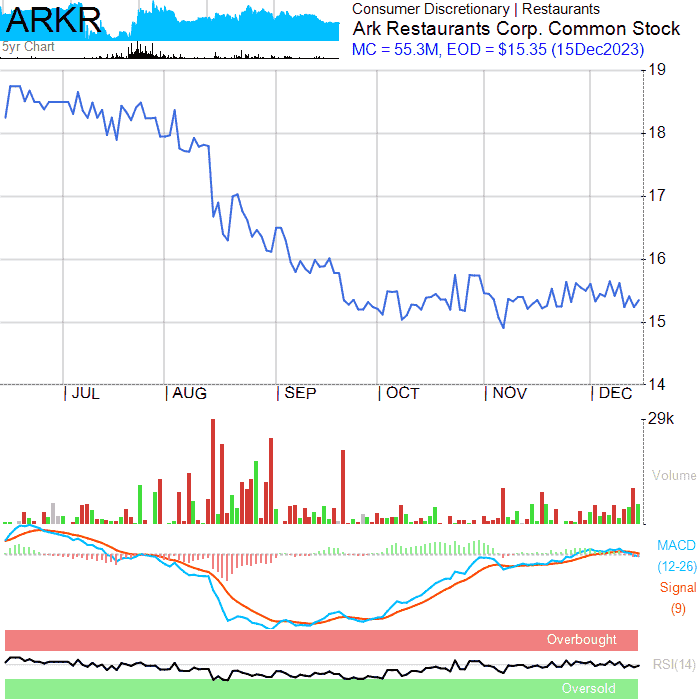 ARKR
5yr Chart
Consumer Discretionary | Restaurants
Ark Restaurants Corp. Common Stock
MC = 55.3M, EOD = $15.35 (15Dec2023)
19
18
17
16
15
14
JUL AUG SEP OCT NOV DEC
29k
Volume
MACD
(12-26)
Signal
(9)
Overbought
RSI(14)
Oversold